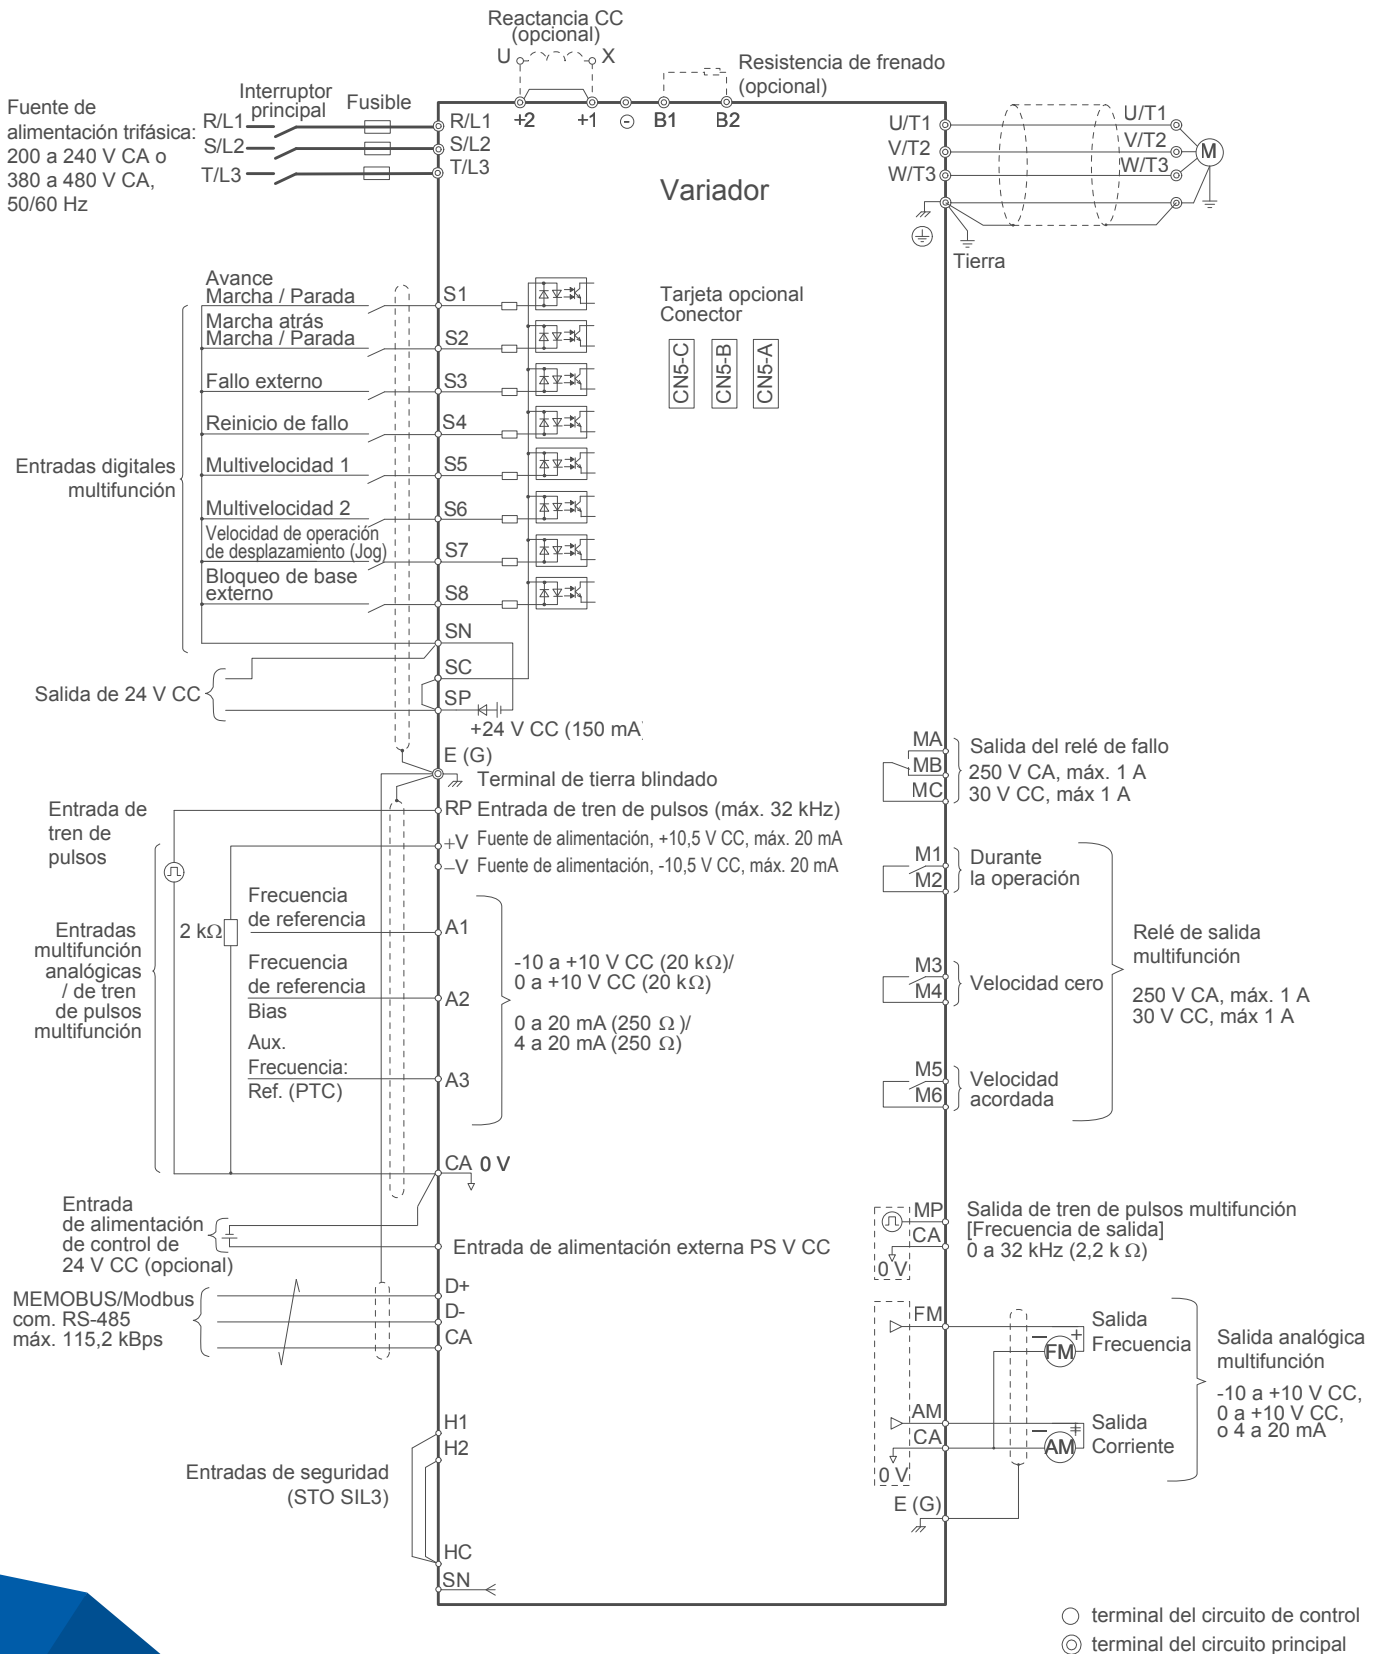 Reactancia CC
(opcional)
U
X
Resistencia de frenado
(opcional)
Fuente de
alimentación trifásica:
200 a 240 V CA o
380 a 480 V CA,
50/60 Hz
Interruptor
principal
Fusible
R/L1
S/L2
T/L3
R/L1
S/L2
T/L3
+2
+1
B1
B2
Variador
U/T1
V/T2
W/T3
U/T1
V/T2
W/T3
M
Tierra
Tarjeta opcional
Conector
CN5-C
CN5-B
CN5-A
Entradas digitales
multifunción
Avance
Marcha / Parada
S1
Marcha atrás
Marcha / Parada
S2
Fallo externo
S3
Reinicio de fallo
S4
Multivelocidad 1
S5
Multivelocidad 2
S6
Velocidad de operación
de desplazamiento (Jog)
S7
Bloqueo de base
externo
S8
SN
SC
Salida de 24 V CC
SP
+24 V CC (150 mA)
E (G)
Terminal de tierra blindado
Entrada de
tren de
pulsos
RP
Entrada de tren de pulsos (máx. 32 kHz)
+V
Fuente de alimentación, +10,5 V CC, máx. 20 mA
–V
Fuente de alimentación, -10,5 V CC, máx. 20 mA
Entradas
multifunción
analógicas
/ de tren
de pulsos
multifunción
2 kΩ
Frecuencia
de referencia
A1
Frecuencia
de referencia
Bias
A2
Aux.
Frecuencia:
Ref. (PTC)
A3
-10 a +10 V CC (20 kΩ)/
0 a +10 V CC (20 kΩ)
0 a 20 mA (250 Ω )/
4 a 20 mA (250 Ω)
CA
0 V
Entrada
de alimentación
de control de
24 V CC (opcional)
Entrada de alimentación externa PS V CC
MEMOBUS/Modbus
com. RS-485
máx. 115,2 kBps
D+
D-
CA
Entradas de seguridad
(STO SIL3)
H1
H2
HC
SN
MA
MB
MC
Salida del relé de fallo
250 V CA, máx. 1 A
30 V CC, máx 1 A
M1
M2
Durante
la operación
M3
M4
Velocidad cero
M5
M6
Velocidad
acordada
Relé de salida
multifunción
250 V CA, máx. 1 A
30 V CC, máx 1 A
MP
CA
0 V
Salida de tren de pulsos multifunción
[Frecuencia de salida]
0 a 32 kHz (2,2 k Ω)
FM
FM
Salida
Frecuencia
AM
CA
0 V
AM
Salida
Corriente
E (G)
Salida analógica
multifunción
-10 a +10 V CC,
0 a +10 V CC,
o 4 a 20 mA
terminal del circuito de control
terminal del circuito principal